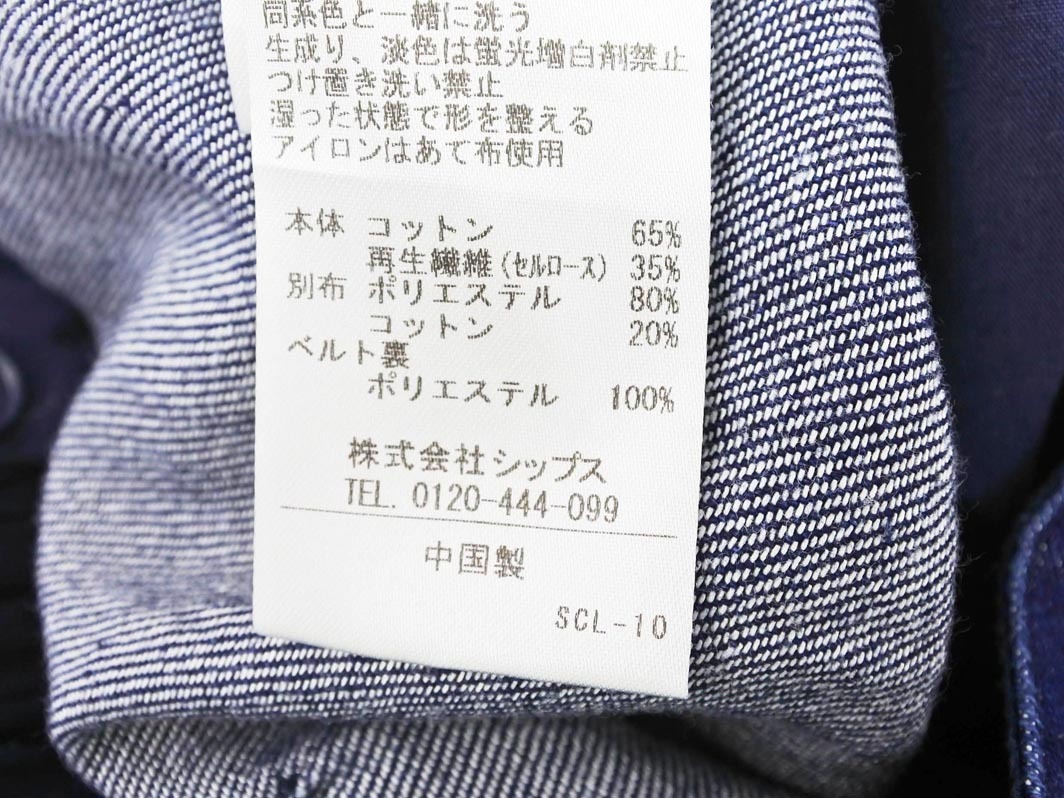 同系色と一緒に洗う
生成り、淡色は蛍光増白剤禁止
つけ置き洗い禁止
湿った状態で形を整える
アイロンはあて布使用
本体 コットン 65%
再生繊維(セルロース) 35%
別布 ポリエステル 80%
コットン 20%
ベルト裏
ポリエステル 100%
株式会社シップス
TEL. 0120-444-099
中国製
SCL-10